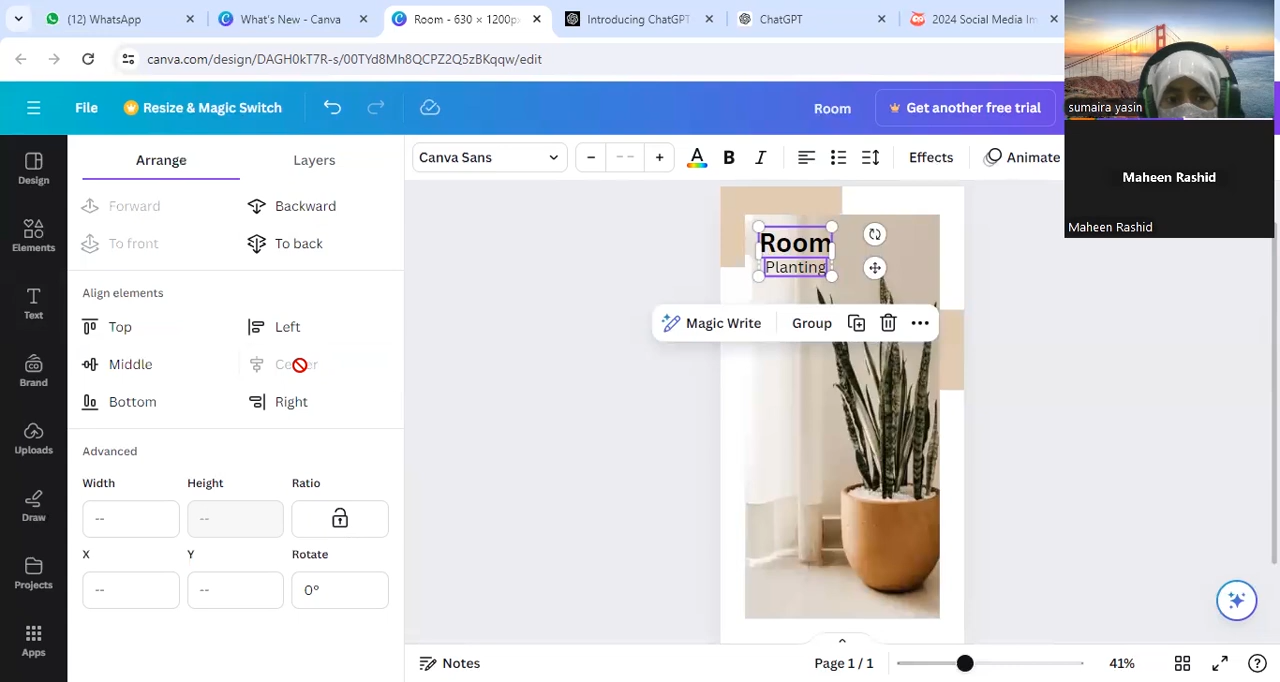 (12) WhatsApp
What's New - Canva
Room - 630 × 1200px
Introducing ChatGPT
ChatGPT
2024 Social Media Im
canva.com/design/DAGH0kT7R-s/00TYd8Mh8QCPZ2Q5zBKqqw/edit
File
Resize & Magic Switch
Room
Get another free trial
sumaira yasin
Maheen Rashid
Maheen Rashid
Design
Elements
Text
Brand
Uploads
Draw
Projects
Apps
Arrange
Layers
Forward
Backward
To front
To back
Align elements
Top
Left
Middle
Center
Bottom
Right
Advanced
Width
Height
Ratio
--
--
X
Y
Rotate
--
--
0°
Canva Sans
– -- +
A
B
I
Effects
Animate
Room
Planting
Magic Write
Group
Notes
Page 1 / 1
41%